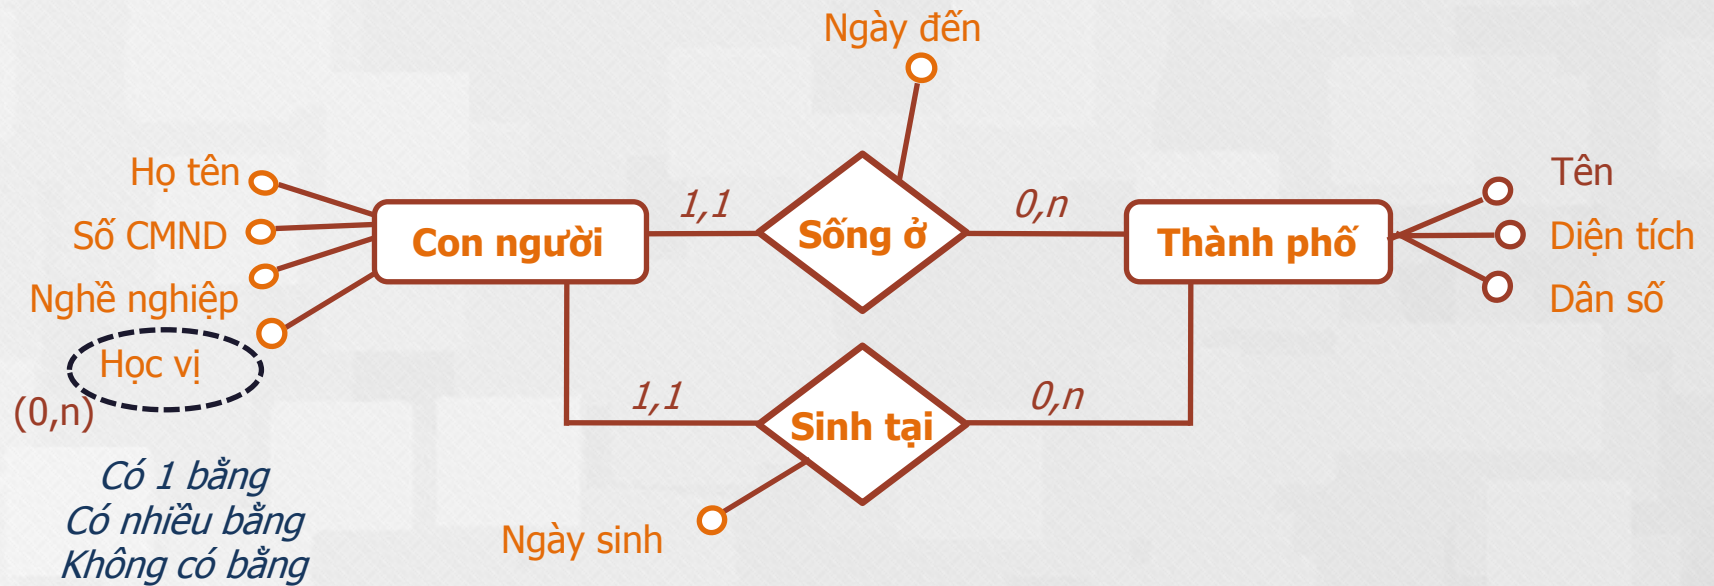 Ngày đến
Họ tên
Số CMND
Nghề nghiệp
Học vị
(0,n)
Có 1 bằng
Có nhiều bằng
Không có bằng
Con người
1,1
Sống ở
0,n
Thành phố
Tên
Diện tích
Dân số
1,1
Sinh tại
0,n
Ngày sinh